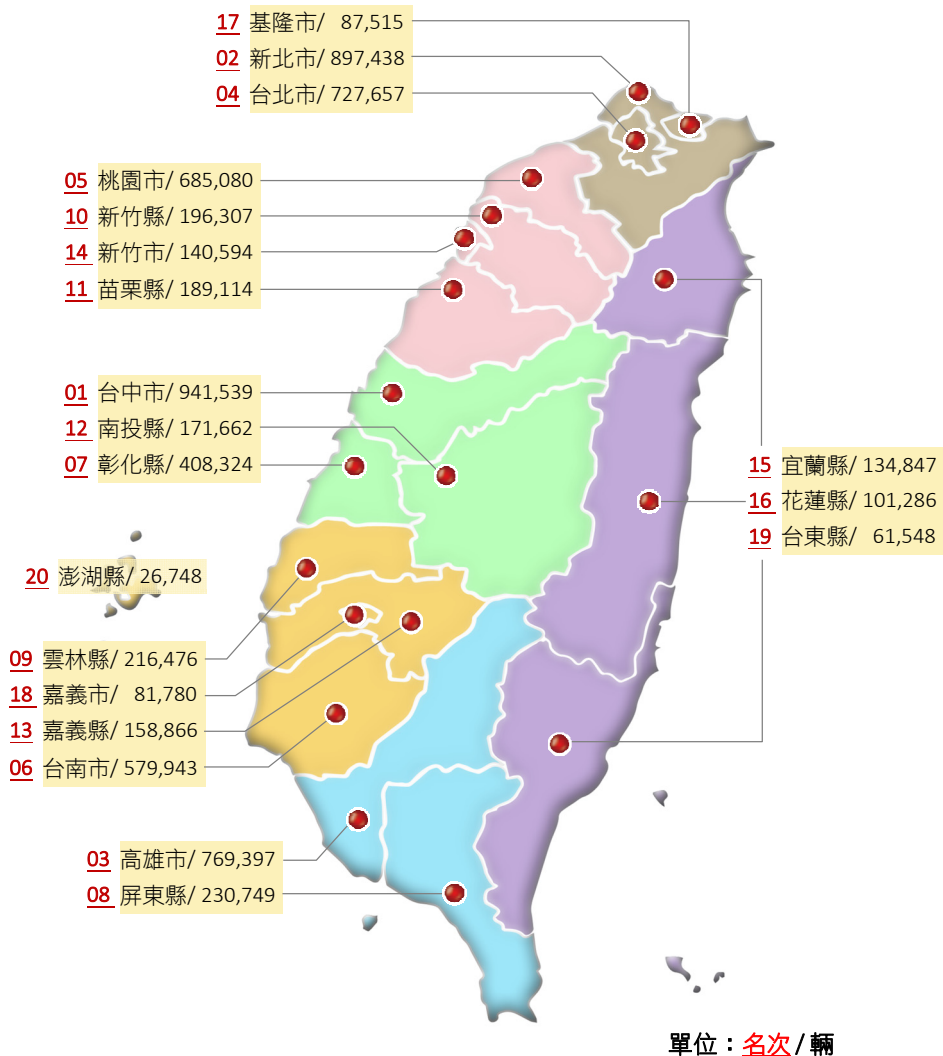 17 基隆市/ 87,515
02 新北市/ 897,438
04 台北市/ 727,657
05 桃園市/ 685,080
10 新竹縣/ 196,307
14 新竹市/ 140,594
11 苗栗縣/ 189,114
01 台中市/ 941,539
12 南投縣/ 171,662
07 彰化縣/ 408,324
15 宜蘭縣/ 134,847
16 花蓮縣/ 101,286
19 台東縣/ 61,548
20 澎湖縣/ 26,748
09 雲林縣/ 216,476
18 嘉義市/ 81,780
13 嘉義縣/ 158,866
06 台南市/ 579,943
03 高雄市/ 769,397
08 屏東縣/ 230,749
單位：名次/輛